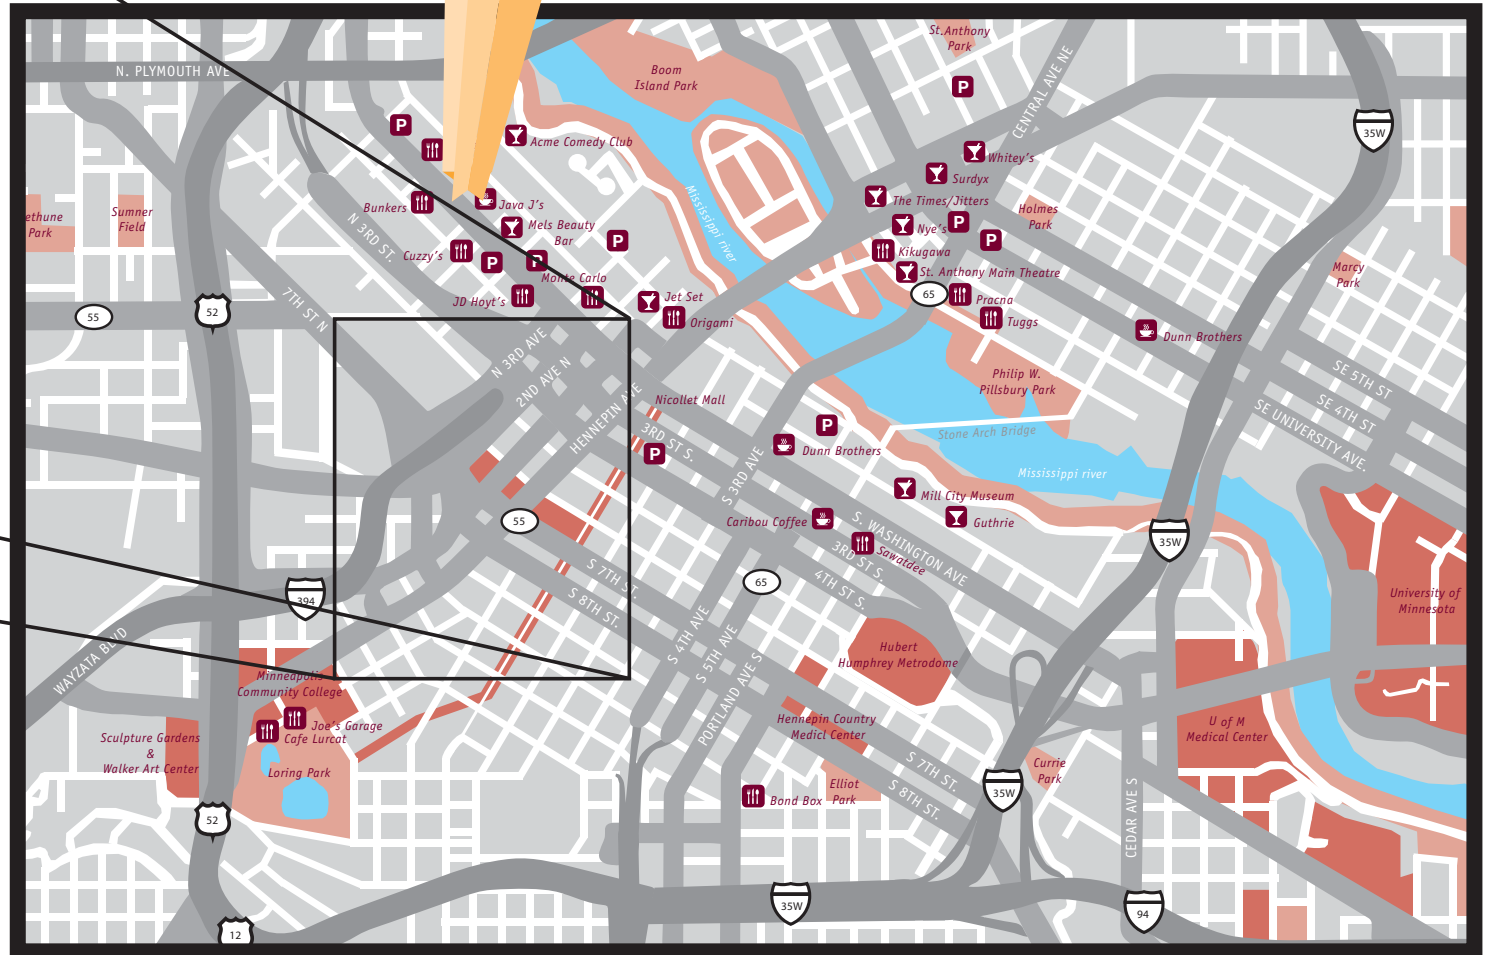 N. PLYMOUTH AVE
St. Anthony
Park
Boom
Island Park
CENTRAL AVE NE
35W
P
P
Acme Comedy Club
Whitey's
Surdyx
The Times/Jitters
Bunkers
Java J's
Mels Beauty
Bar
Nye's
P
P
P
Holmes
Park
ethune
Park
Sumner
Field
N 3RD ST.
Mississippi river
Kikugawa
St. Anthony Main Theatre
Cuzzy's
P
P
Monte Carlo
Marcy
Park
JD Hoyt's
Jet Set
Origami
65
Pracna
Tuggs
Dunn Brothers
7TH ST N
55
52
N 3RD AVE
2ND AVE N
HENNEPIN AVE
Nicollet Mall
Philip W.
Pillsbury Park
SE 5TH ST
SE 4TH ST
SE UNIVERSITY AVE.
3RD ST S.
P
P
Dunn Brothers
Stone Arch Bridge
Mississippi river
S 3RD AVE
Mill City Museum
Guthrie
Caribou Coffee
S. WASHINGTON AVE
Sawatdee
3RD ST S.
4TH ST S.
55
35W
S 7TH ST.
S 8TH ST.
65
394
University of
Minnesota
WAYZATA BLVD
S 4TH AVE
S 5TH AVE
PORTLAND AVE S
Hubert
Humphrey Metrodome
Minneapolis
Community College
Joe's Garage
Cafe Lurcat
Sculpture Gardens
&
Walker Art Center
Loring Park
Hennepin Country
Medicl Center
U of M
Medical Center
S 7TH ST.
S 8TH ST.
Currie
Park
Elliot
Park
Bond Box
35W
CEDAR AVE S
52
35W
94
12